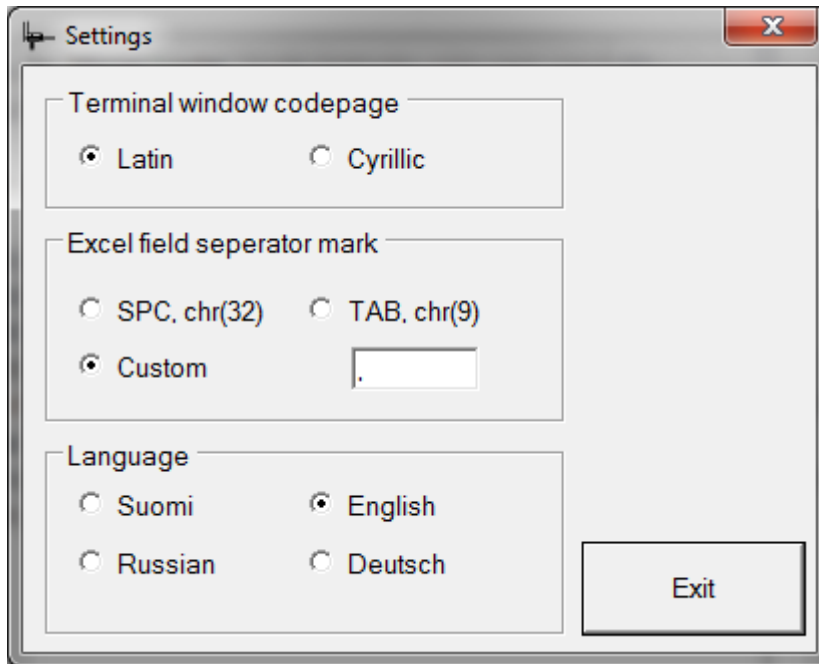 Settings
Terminal window codepage
Latin Cyrillic
Excel field seperator mark
SPC, chr(32) TAB, chr(9)
Custom .
Language
Suomi English
Russian Deutsch
Exit